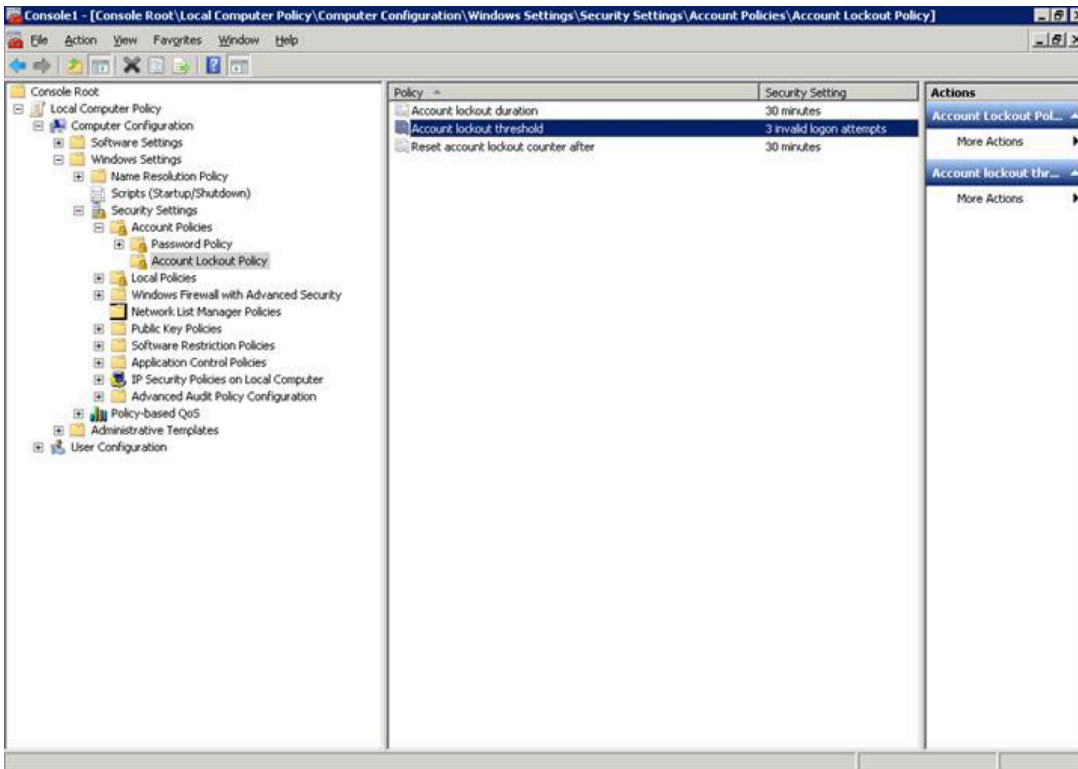 Console1 - [Console Root\Local Computer Policy\Computer Configuration\Windows Settings\Security Settings\Account Policies\Account Lockout Policy]
File Action View Favorites Window Help
Console Root
Local Computer Policy
Computer Configuration
Software Settings
Windows Settings
Name Resolution Policy
Scripts (Startup/Shutdown)
Security Settings
Account Policies
Password Policy
Account Lockout Policy
Local Policies
Windows Firewall with Advanced Security
Network List Manager Policies
Public Key Policies
Software Restriction Policies
Application Control Policies
IP Security Policies on Local Computer
Advanced Audit Policy Configuration
Policy-based QoS
Administrative Templates
User Configuration
Policy Security Setting
Account lockout duration 30 minutes
Account lockout threshold 3 invalid logon attempts
Reset account lockout counter after 30 minutes
Actions
Account Lockout Pol...
More Actions
Account lockout thr...
More Actions